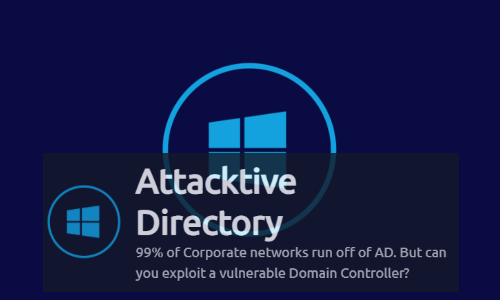 Attacktive
Directory
99% of Corporate networks run off of AD. But can
you exploit a vulnerable Domain Controller?